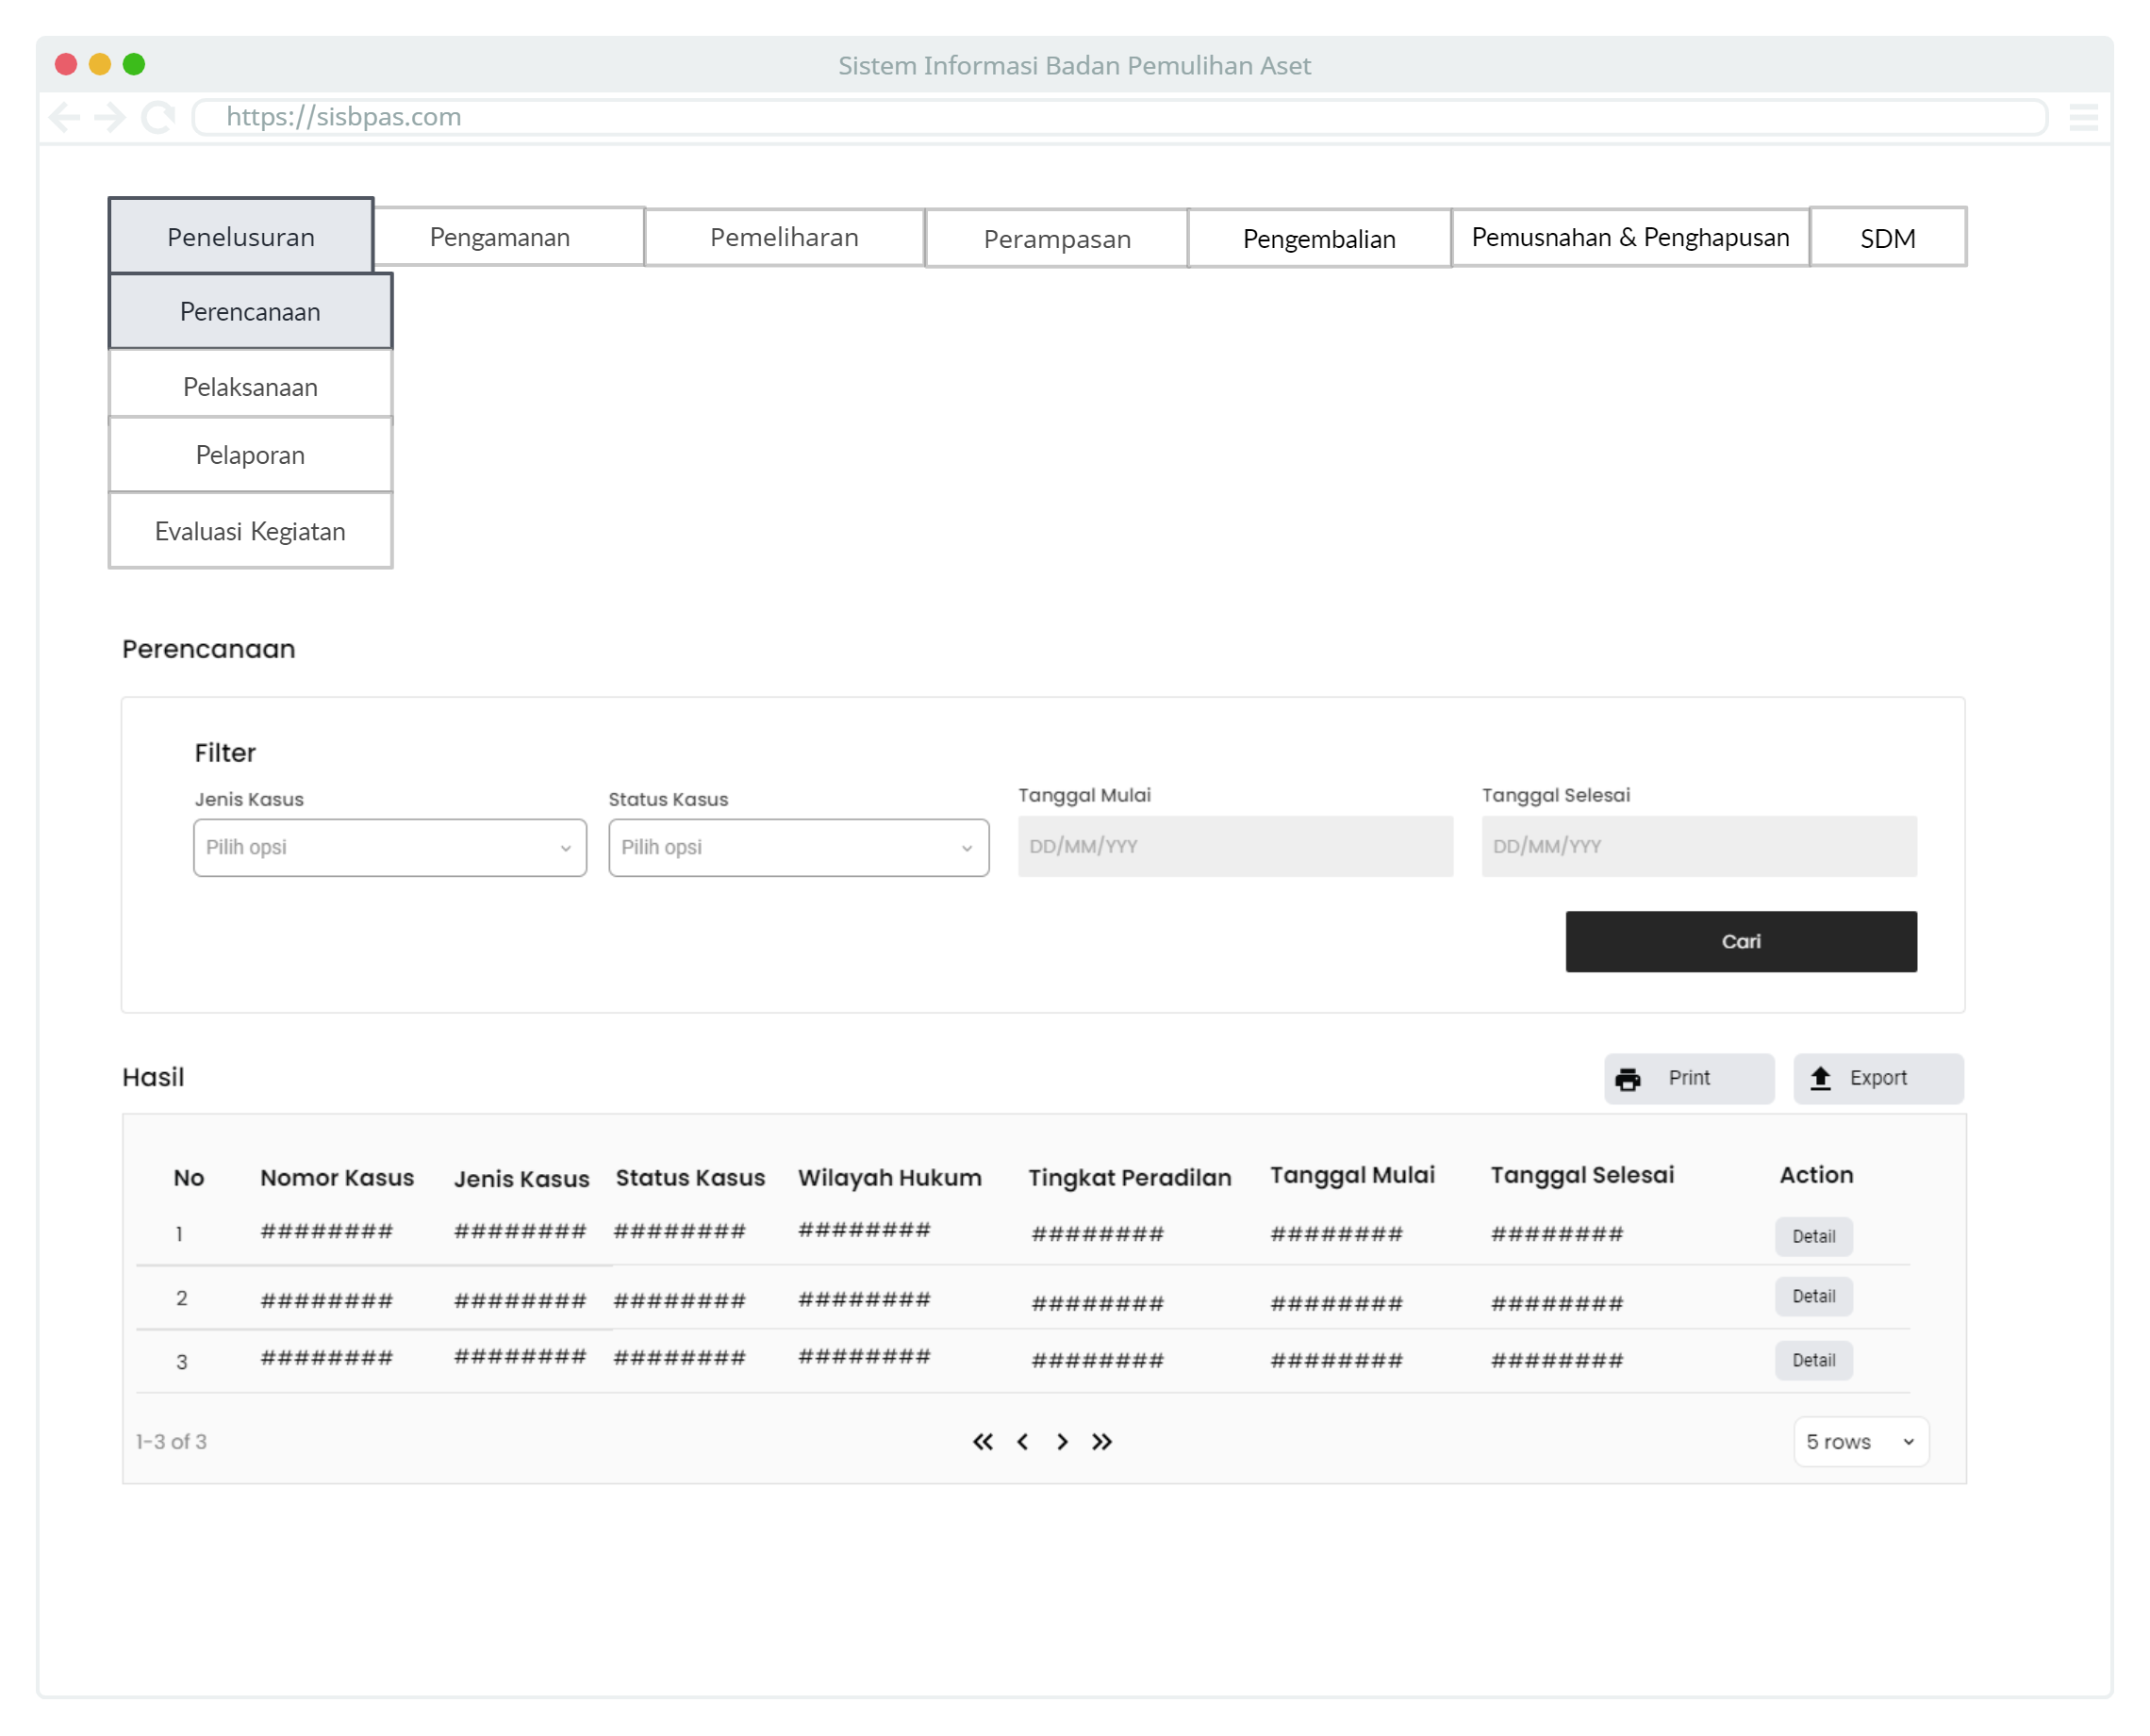 Sistem Informasi Badan Pemulihan Aset
https://sisbpas.com
Penelusuran Pengamanan Pemeliharan Perampasan Pengembalian Pemusnahan & Penghapusan SDM
Perencanaan
Pelaksanaan
Pelaporan
Evaluasi Kegiatan
Perencanaan
Filter
Jenis Kasus Status Kasus Tanggal Mulai Tanggal Selesai
Pilih opsi Pilih opsi DD/MM/YYY DD/MM/YYY
Cari
Hasil Print Export
No Nomor Kasus Jenis Kasus Status Kasus Wilayah Hukum Tingkat Peradilan Tanggal Mulai Tanggal Selesai Action
1 ######## ######## ######## ######## ######## ######## ######## Detail
2 ######## ######## ######## ######## ######## ######## ######## Detail
3 ######## ######## ######## ######## ######## ######## ######## Detail
1-3 of 3 5 rows